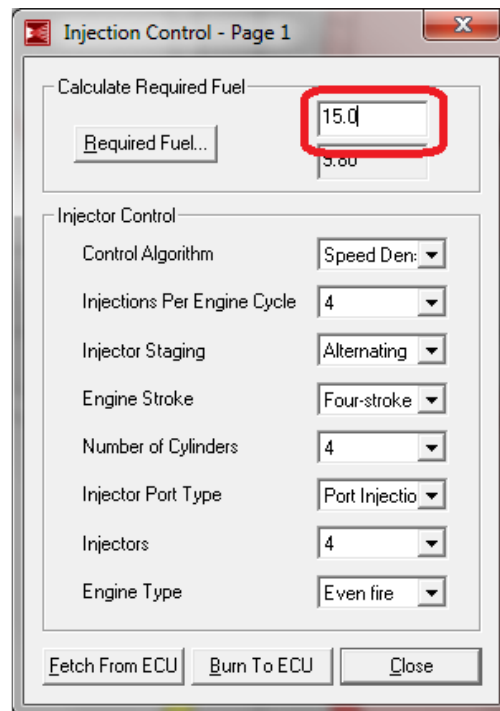 Injection Control - Page 1
Calculate Required Fuel
15.0
Required Fuel...
Injector Control
Control Algorithm Speed Den:
Injections Per Engine Cycle 4
Injector Staging Alternating
Engine Stroke Four-stroke
Number of Cylinders 4
Injector Port Type Port Injectio
Injectors 4
Engine Type Even fire
Fetch From ECU Burn To ECU Close